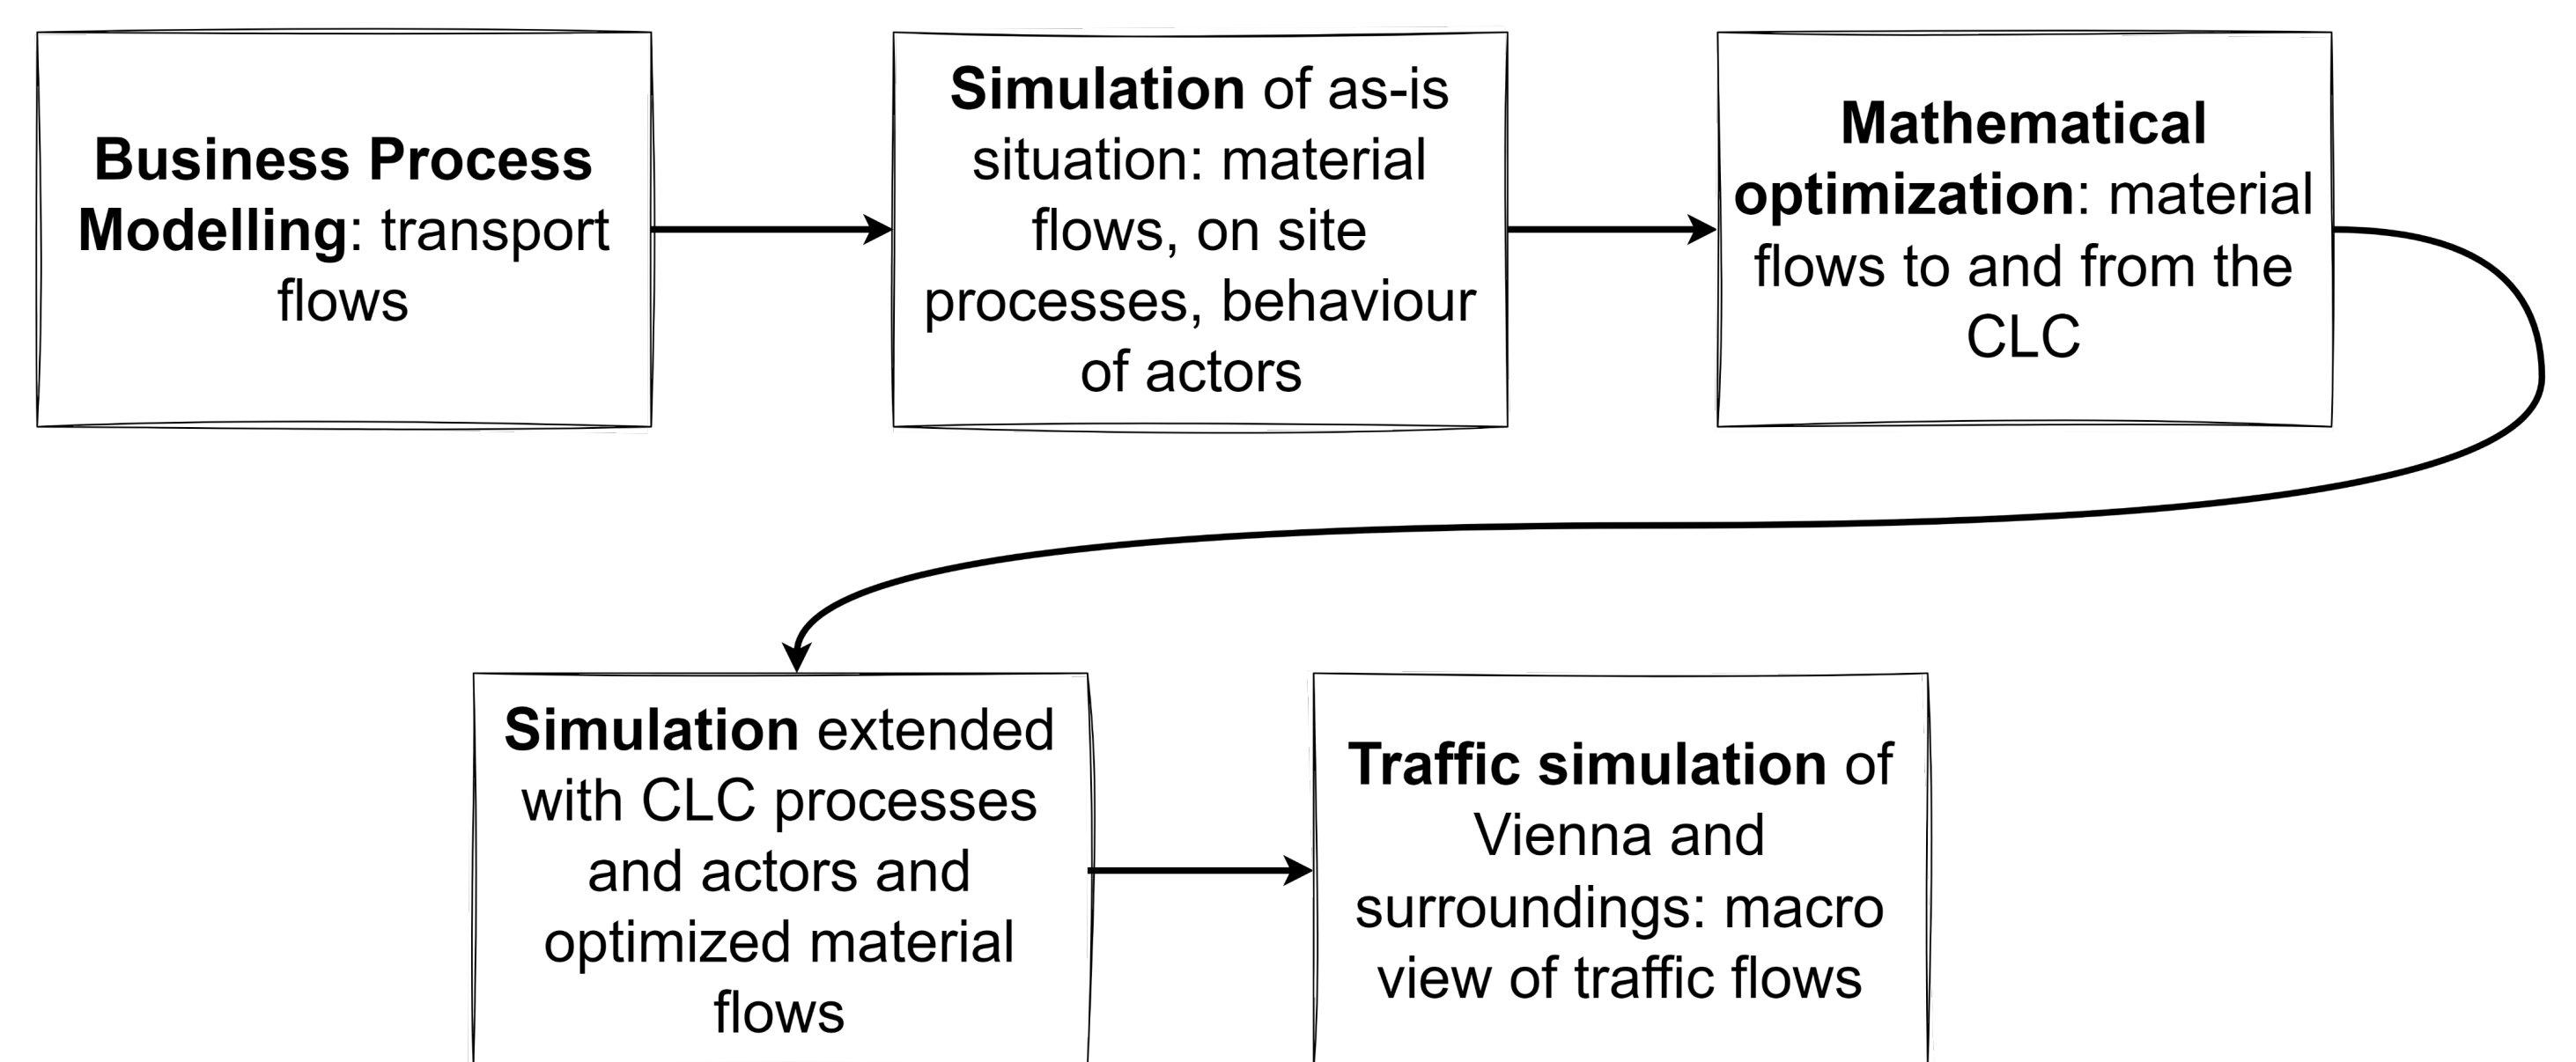 Business Process
Modelling: transport
flows
Simulation of as-is
situation: material
flows, on site
processes, behaviour
of actors
Mathematical
optimization: material
flows to and from the
CLC
Simulation extended
with CLC processes
and actors and
optimized material
flows
Traffic simulation of
Vienna and
surroundings: macro
view of traffic flows